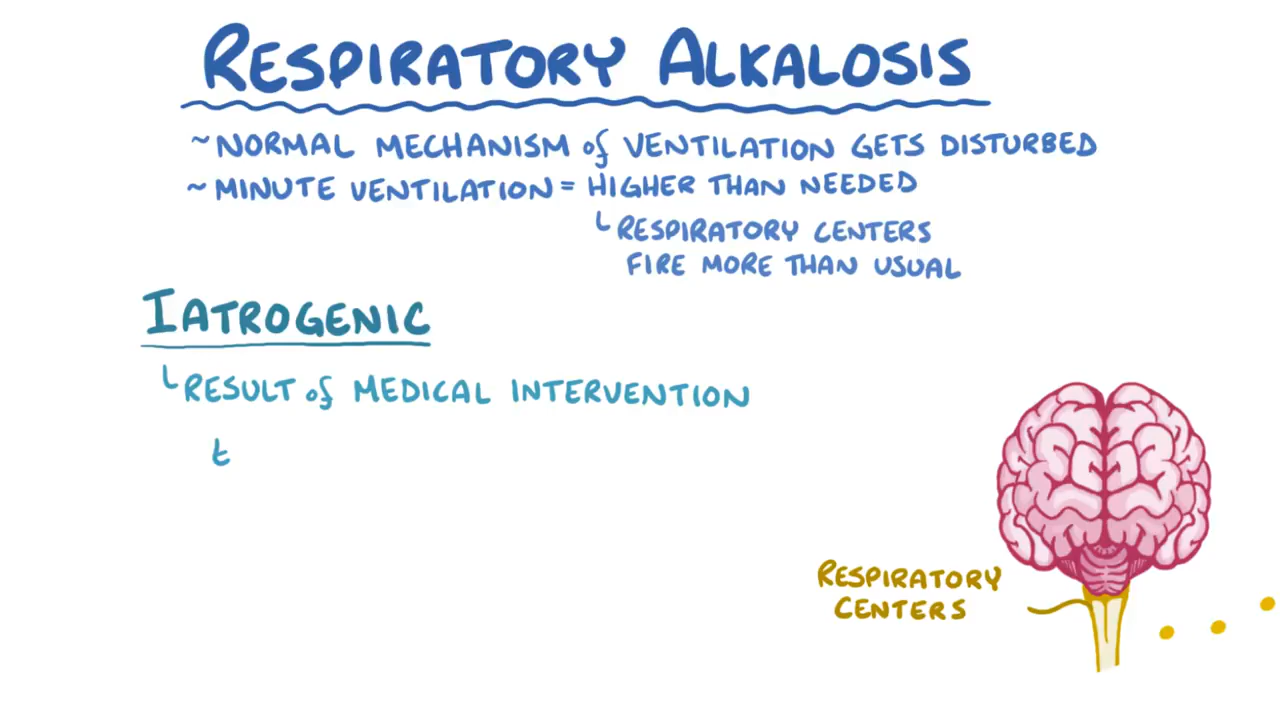 RESPIRATORY ALKALOSIS
~NORMAL MECHANISM of VENTILATION GETS DISTURBED
~MINUTE VENTILATION = HIGHER THAN NEEDED
RESPIRATORY CENTERS
FIRE MORE THAN USUAL
IATROGENIC
RESULT of MEDICAL INTERVENTION
t
RESPIRATORY
CENTERS